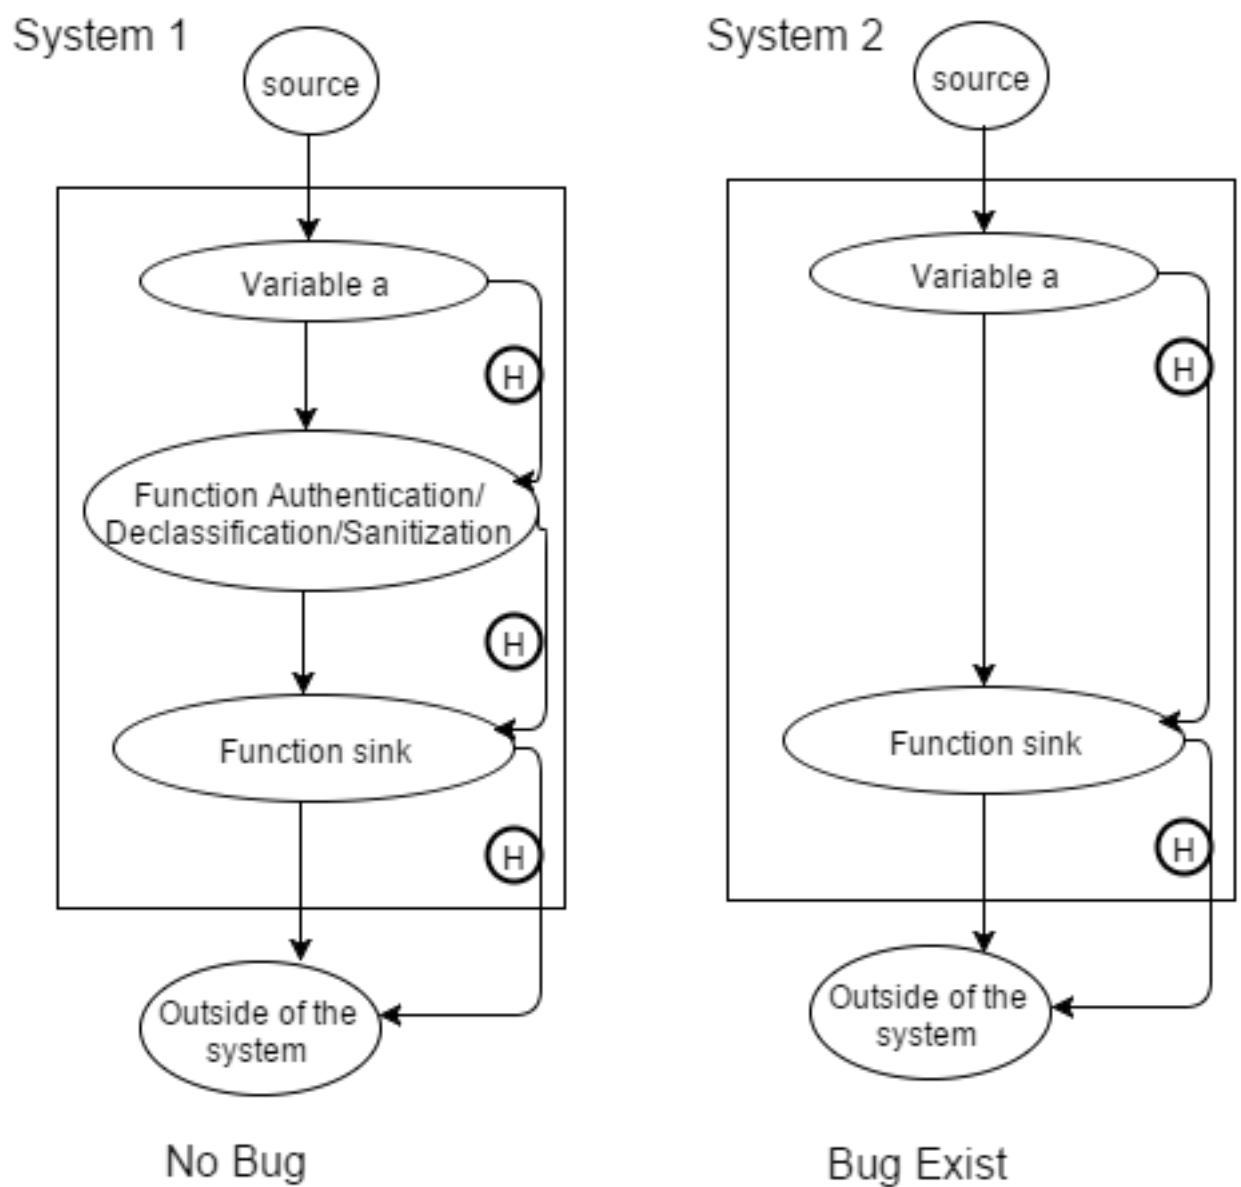 System 1
source
Variable a
H
Function Authentication/
Declassification/Sanitization
H
Function sink
H
Outside of the
system
No Bug
System 2
source
Variable a
H
Function sink
H
Outside of the
system
Bug Exist